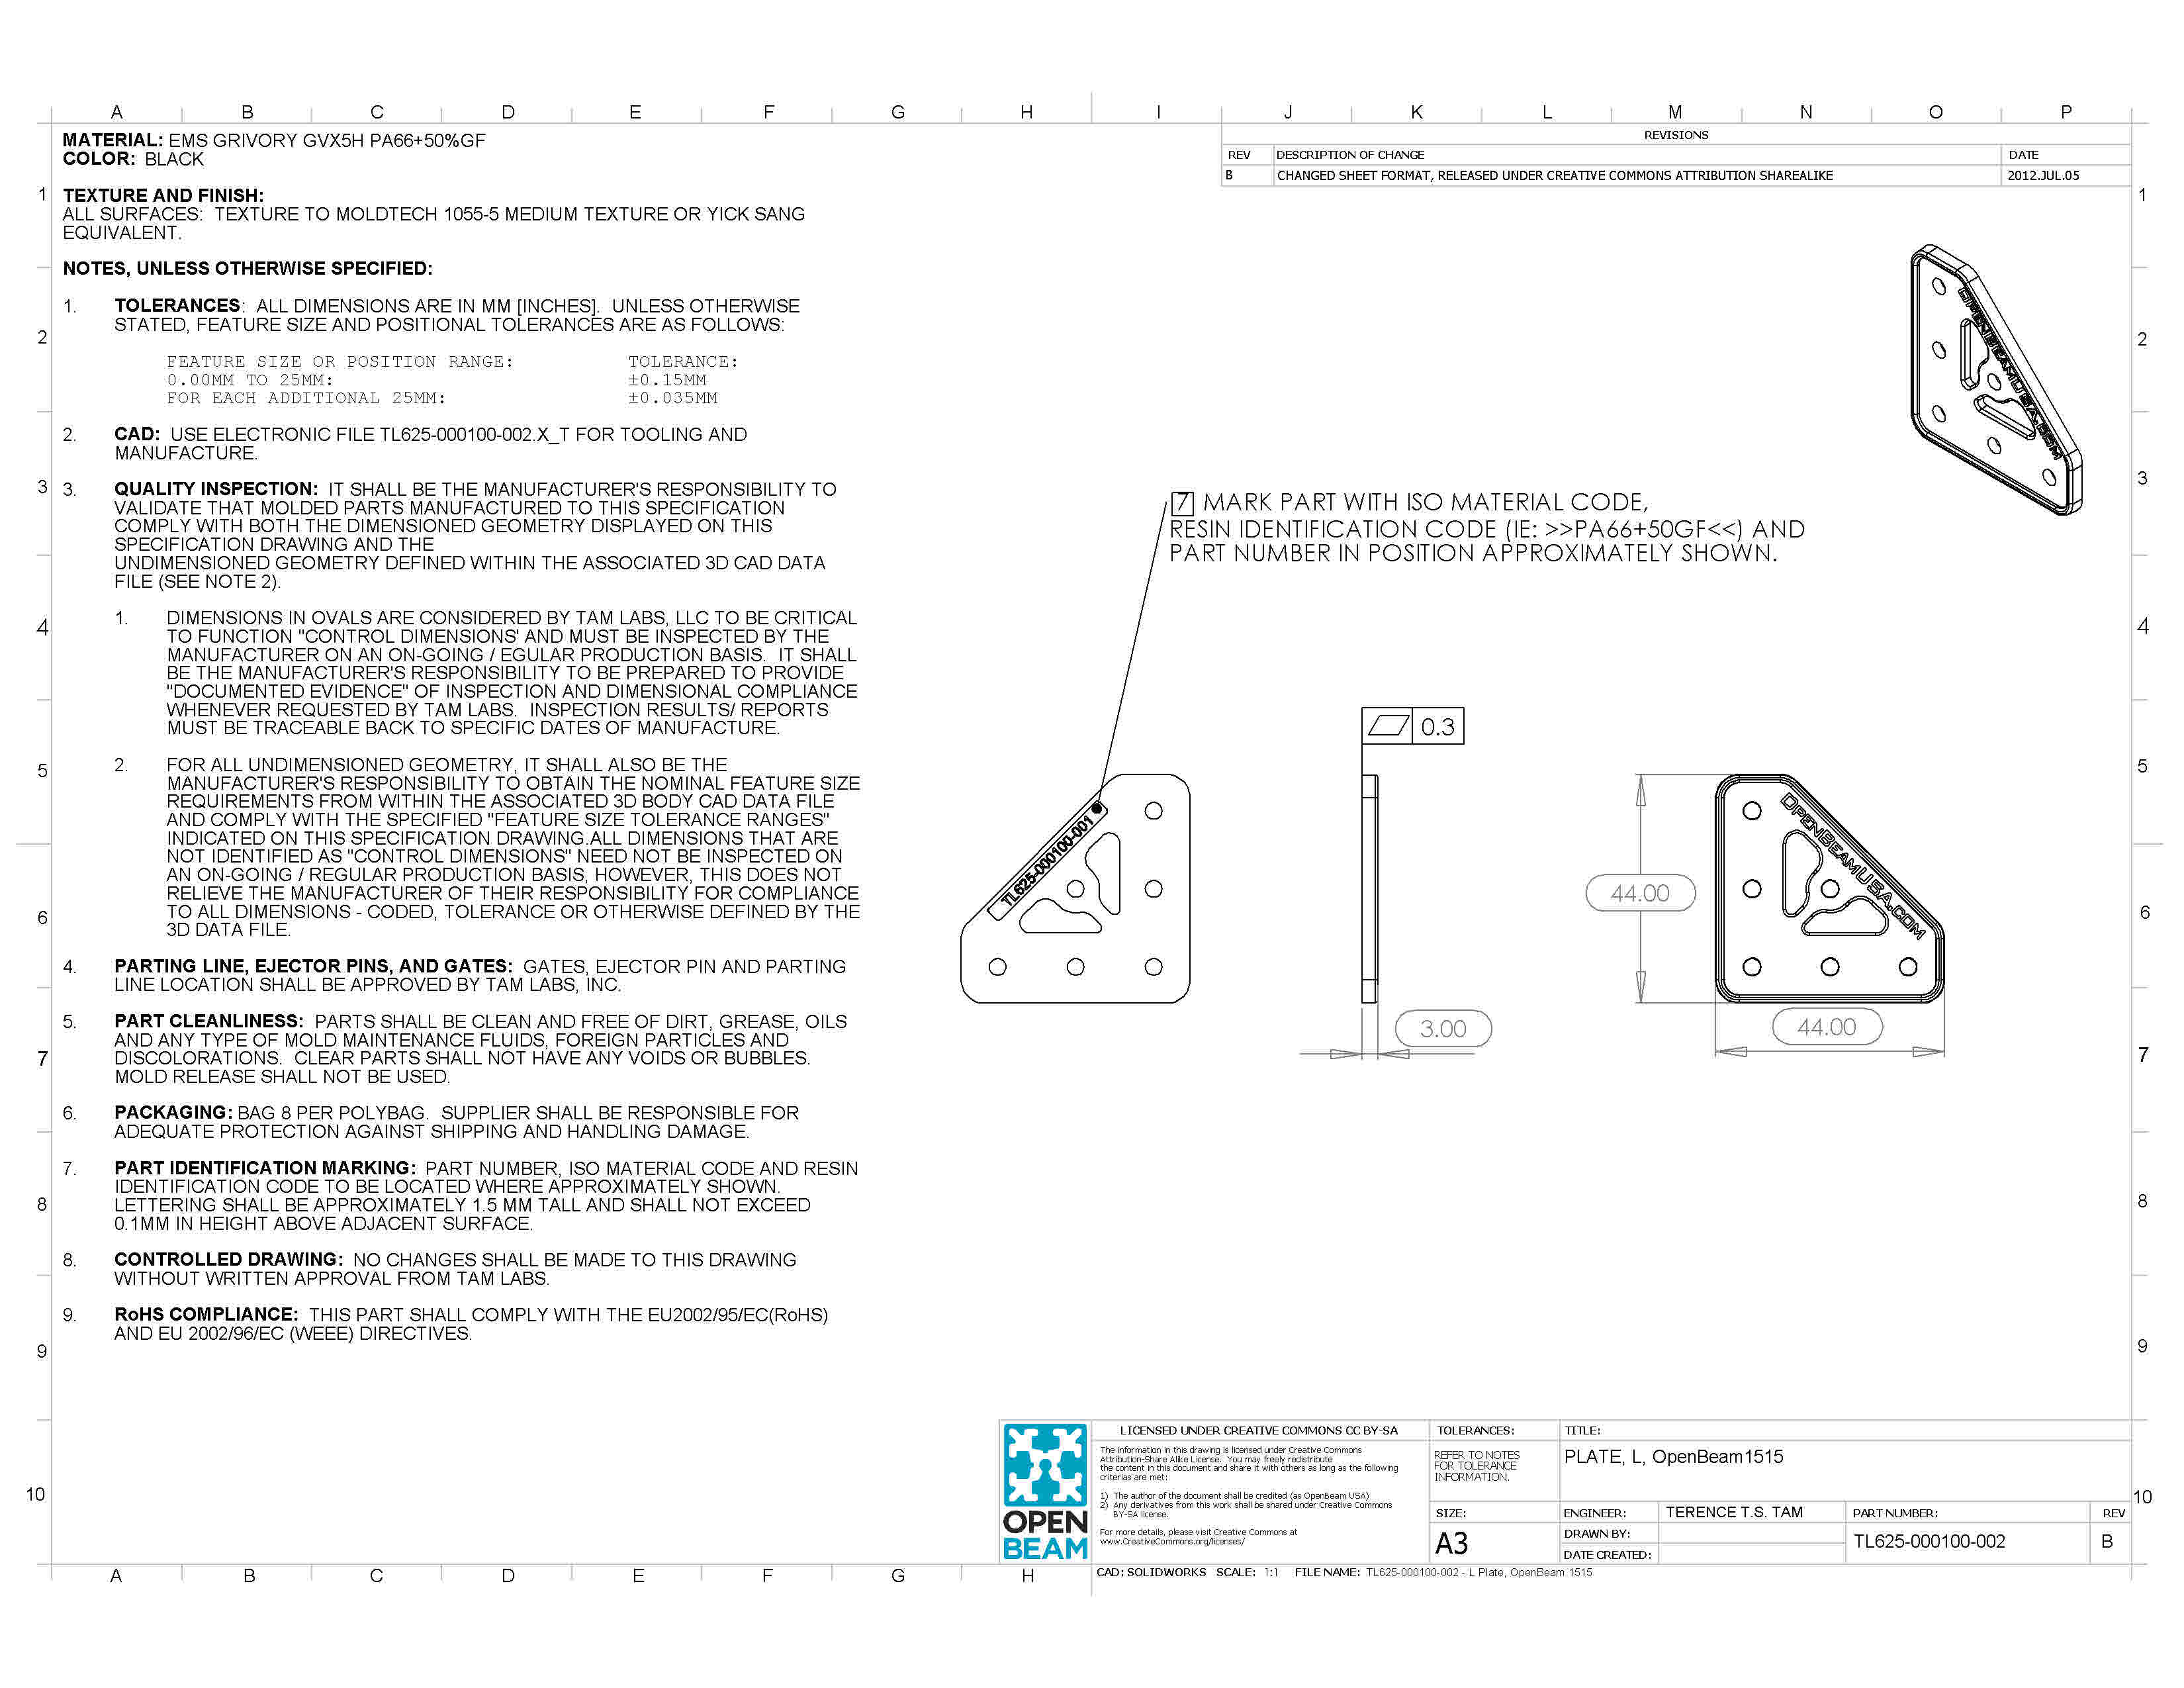 A B C D E F G H I J K L M N O P
MATERIAL: EMS GRIVORY GVX5H PA66+50%GF
COLOR: BLACK
TEXTURE AND FINISH:
ALL SURFACES: TEXTURE TO MOLDTECH 1055-5 MEDIUM TEXTURE OR YICK SANG
EQUIVALENT.
NOTES, UNLESS OTHERWISE SPECIFIED:
1. TOLERANCES: ALL DIMENSIONS ARE IN MM [INCHES]. UNLESS OTHERWISE
STATED, FEATURE SIZE AND POSITIONAL TOLERANCES ARE AS FOLLOWS:
FEATURE SIZE OR POSITION RANGE: TOLERANCE:
0.00MM TO 25MM: ±0.15MM
FOR EACH ADDITIONAL 25MM: ±0.035MM
2. CAD: USE ELECTRONIC FILE TL625-000100-002.X_T FOR TOOLING AND
MANUFACTURE.
3. QUALITY INSPECTION: IT SHALL BE THE MANUFACTURER'S RESPONSIBILITY TO
VALIDATE THAT MOLDED PARTS MANUFACTURED TO THIS SPECIFICATION
COMPLY WITH BOTH THE DIMENSIONED GEOMETRY DISPLAYED ON THIS
SPECIFICATION DRAWING AND THE
UNDIMENSIONED GEOMETRY DEFINED WITHIN THE ASSOCIATED 3D CAD DATA
FILE (SEE NOTE 2).
1. DIMENSIONS IN OVALS ARE CONSIDERED BY TAM LABS, LLC TO BE CRITICAL
TO FUNCTION "CONTROL DIMENSIONS' AND MUST BE INSPECTED BY THE
MANUFACTURER ON AN ON-GOING / EGULAR PRODUCTION BASIS. IT SHALL
BE THE MANUFACTURER'S RESPONSIBILITY TO BE PREPARED TO PROVIDE
"DOCUMENTED EVIDENCE" OF INSPECTION AND DIMENSIONAL COMPLIANCE
WHENEVER REQUESTED BY TAM LABS. INSPECTION RESULTS/ REPORTS
MUST BE TRACEABLE BACK TO SPECIFIC DATES OF MANUFACTURE.
2. FOR ALL UNDIMENSIONED GEOMETRY, IT SHALL ALSO BE THE
MANUFACTURER'S RESPONSIBILITY TO OBTAIN THE NOMINAL FEATURE SIZE
REQUIREMENTS FROM WITHIN THE ASSOCIATED 3D BODY CAD DATA FILE
AND COMPLY WITH THE SPECIFIED "FEATURE SIZE TOLERANCE RANGES"
INDICATED ON THIS SPECIFICATION DRAWING.ALL DIMENSIONS THAT ARE
NOT IDENTIFIED AS "CONTROL DIMENSIONS" NEED NOT BE INSPECTED ON
AN ON-GOING / REGULAR PRODUCTION BASIS, HOWEVER, THIS DOES NOT
RELIEVE THE MANUFACTURER OF THEIR RESPONSIBILITY FOR COMPLIANCE
TO ALL DIMENSIONS - CODED, TOLERANCE OR OTHERWISE DEFINED BY THE
3D DATA FILE.
4. PARTING LINE, EJECTOR PINS, AND GATES: GATES, EJECTOR PIN AND PARTING
LINE LOCATION SHALL BE APPROVED BY TAM LABS, INC.
5. PART CLEANLINESS: PARTS SHALL BE CLEAN AND FREE OF DIRT, GREASE, OILS
AND ANY TYPE OF MOLD MAINTENANCE FLUIDS, FOREIGN PARTICLES AND
DISCOLORATIONS. CLEAR PARTS SHALL NOT HAVE ANY VOIDS OR BUBBLES.
MOLD RELEASE SHALL NOT BE USED.
6. PACKAGING: BAG 8 PER POLYBAG. SUPPLIER SHALL BE RESPONSIBLE FOR
ADEQUATE PROTECTION AGAINST SHIPPING AND HANDLING DAMAGE.
7. PART IDENTIFICATION MARKING: PART NUMBER, ISO MATERIAL CODE AND RESIN
IDENTIFICATION CODE TO BE LOCATED WHERE APPROXIMATELY SHOWN.
LETTERING SHALL BE APPROXIMATELY 1.5 MM TALL AND SHALL NOT EXCEED
0.1MM IN HEIGHT ABOVE ADJACENT SURFACE.
8. CONTROLLED DRAWING: NO CHANGES SHALL BE MADE TO THIS DRAWING
WITHOUT WRITTEN APPROVAL FROM TAM LABS.
9. RoHS COMPLIANCE: THIS PART SHALL COMPLY WITH THE EU2002/95/EC(RoHS)
AND EU 2002/96/EC (WEEE) DIRECTIVES.
1
2
3
4
5
6
7
8
9
10
REVISIONS
REV DESCRIPTION OF CHANGE DATE
B CHANGED SHEET FORMAT, RELEASED UNDER CREATIVE COMMONS ATTRIBUTION SHAREALIKE 2012.JUL.05
OPENBEAMUSA.COM
7 MARK PART WITH ISO MATERIAL CODE,
RESIN IDENTIFICATION CODE (IE: >>PA66+50GF<<) AND
PART NUMBER IN POSITION APPROXIMATELY SHOWN.
TL625-000100-001
0.3
3.00
44.00
44.00
OPENBEAMUSA.COM
1
2
3
4
5
6
7
8
9
10
OPEN
BEAM
LICENSED UNDER CREATIVE COMMONS CC BY-SA
The information in this drawing is licensed under Creative Commons
Attribution-Share Alike License. You may freely redistribute
the content in this document and share it with others as long as the following
criterias are met:
1) The author of the document shall be credited (as OpenBeam USA)
2) Any derivatives from this work shall be shared under Creative Commons
BY-SA license.
For more details, please visit Creative Commons at
www.CreativeCommons.org/licenses/
TOLERANCES:
REFER TO NOTES
FOR TOLERANCE
INFORMATION.
SIZE:
A3
TITLE:
PLATE, L, OpenBeam1515
ENGINEER: TERENCE T.S. TAM
DRAWN BY:
DATE CREATED:
PART NUMBER: REV
TL625-000100-002 B
CAD: SOLIDWORKS SCALE: 1:1 FILE NAME: TL625-000100-002 - L Plate, OpenBeam 1515
A B C D E F G H